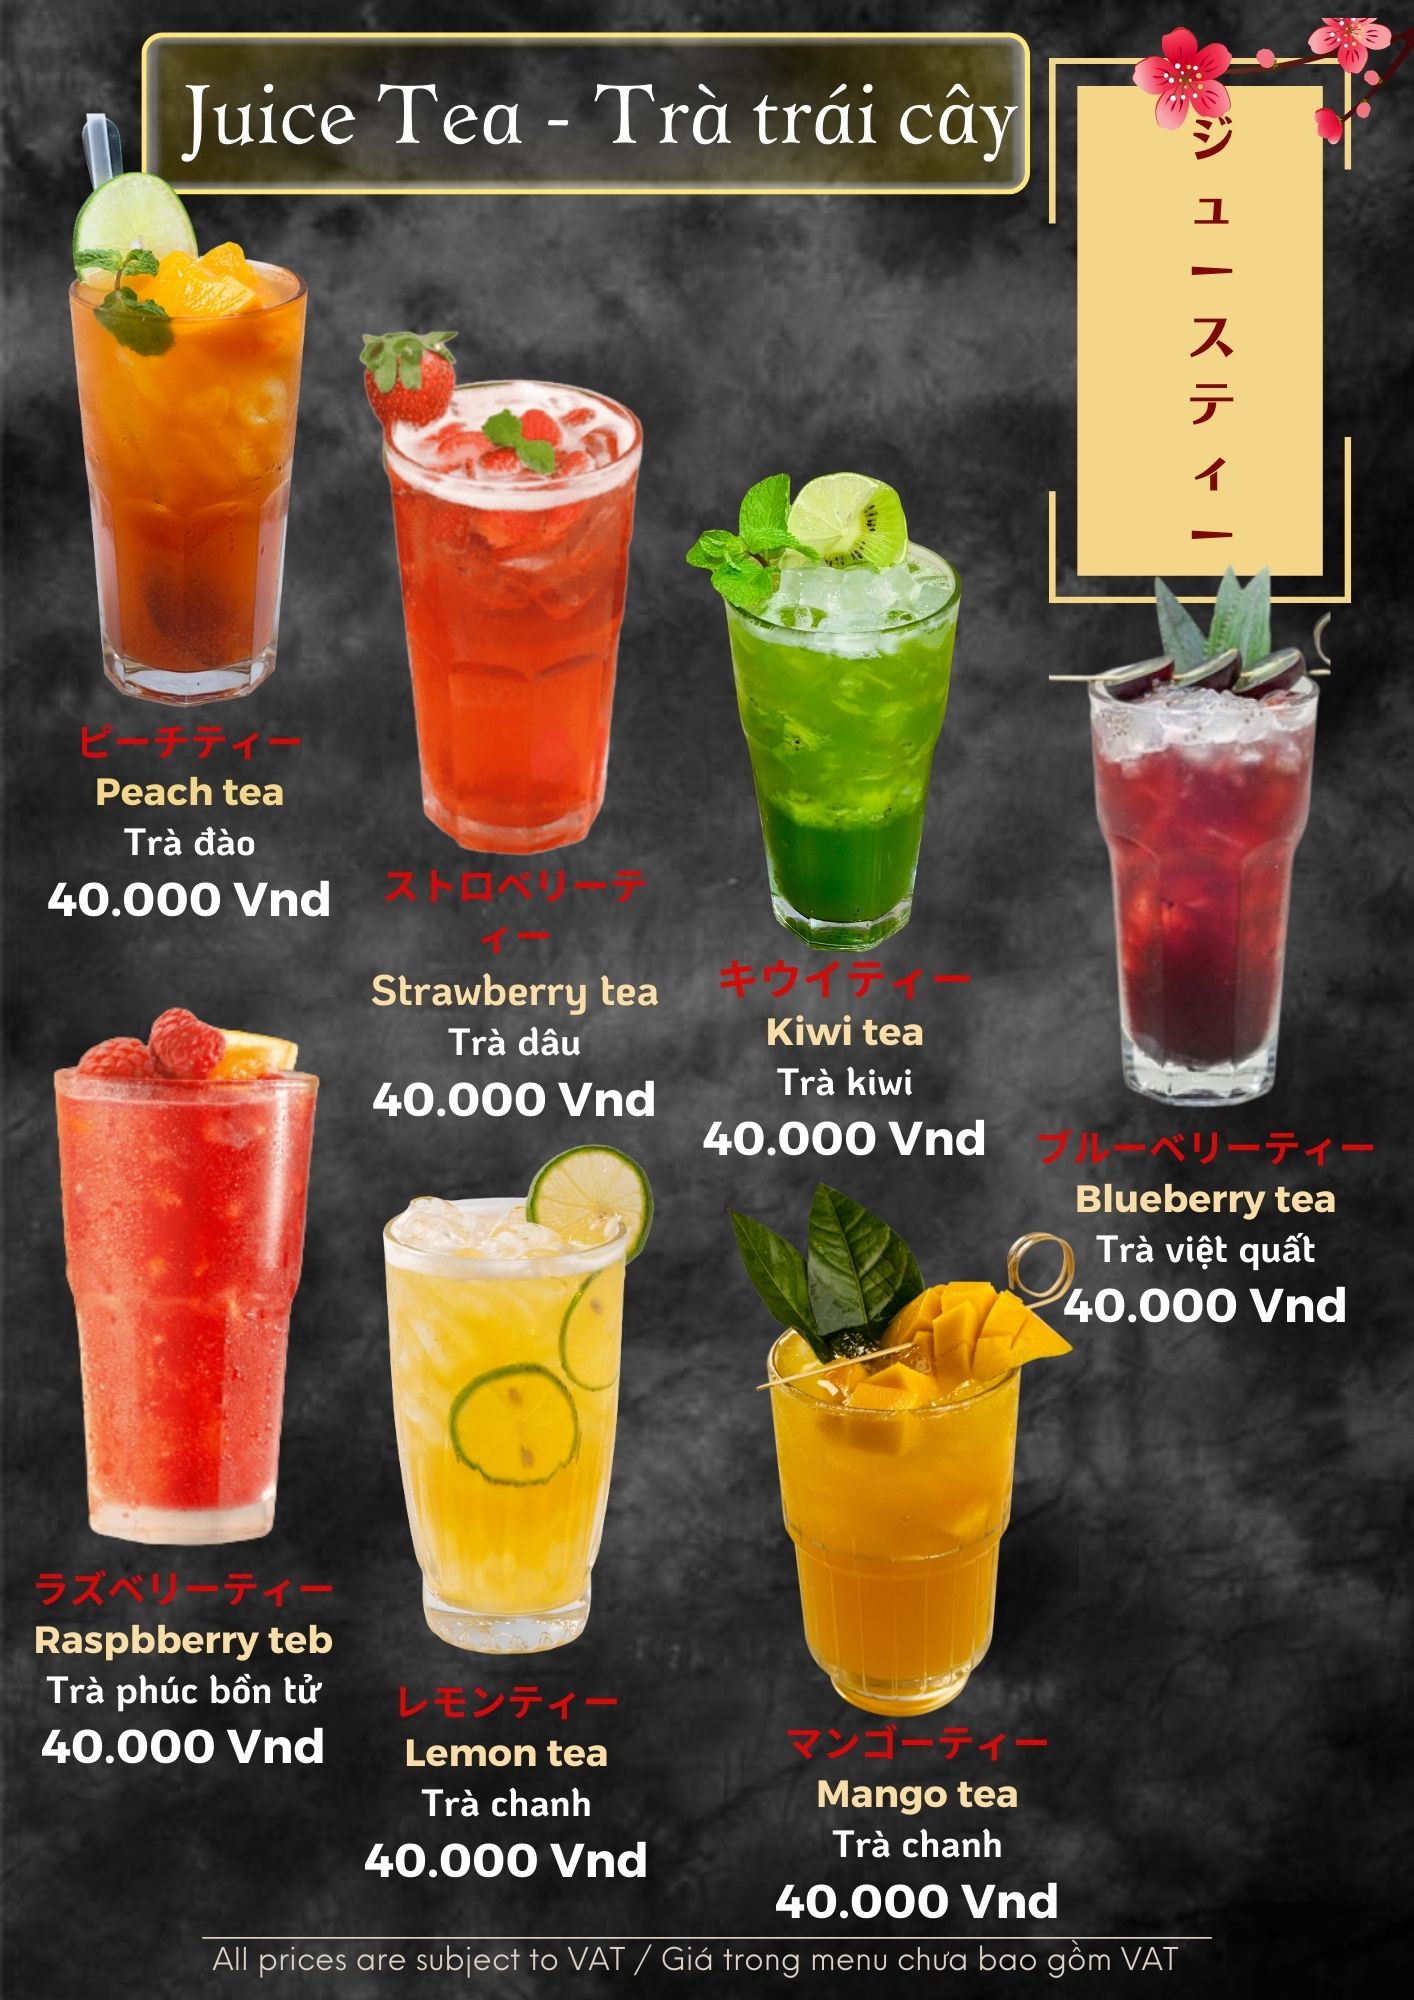 Juice Tea - Trà trái cây
ジュースティー
ピーチティー
Peach tea
Trà đào
40.000 Vnd
ストロベリーテ
ィー
Strawberry tea
Trà dâu
40.000 Vnd
キウイティー
Kiwi tea
Trà kiwi
40.000 Vnd
ブルーベリーティー
Blueberry tea
Trà việt quất
40.000 Vnd
ラズベリーティー
Raspbberry teb
Trà phúc bồn tử
40.000 Vnd
レモンティー
Lemon tea
Trà chanh
40.000 Vnd
マンゴーティー
Mango tea
Trà chanh
40.000 Vnd
All prices are subject to VAT / Giá trong menu chưa bao gồm VAT